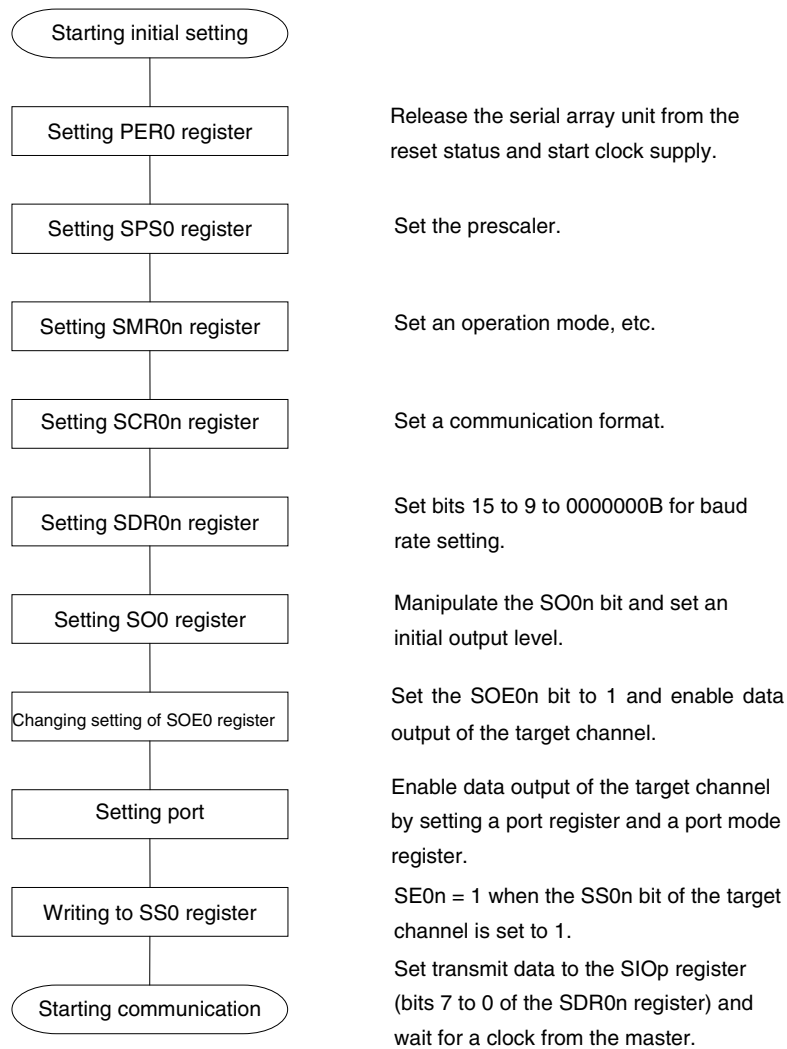 Starting initial setting
Setting PER0 register
Release the serial array unit from the
reset status and start clock supply.
Setting SPS0 register
Set the prescaler.
Setting SMR0n register
Set an operation mode, etc.
Setting SCR0n register
Set a communication format.
Setting SDR0n register
Set bits 15 to 9 to 0000000B for baud
rate setting.
Setting SO0 register
Manipulate the SO0n bit and set an
initial output level.
Changing setting of SOE0 register
Set the SOE0n bit to 1 and enable data
output of the target channel.
Setting port
Enable data output of the target channel
by setting a port register and a port mode
register.
Writing to SS0 register
SE0n = 1 when the SS0n bit of the target
channel is set to 1.
Starting communication
Set transmit data to the SIOp register
(bits 7 to 0 of the SDR0n register) and
wait for a clock from the master.